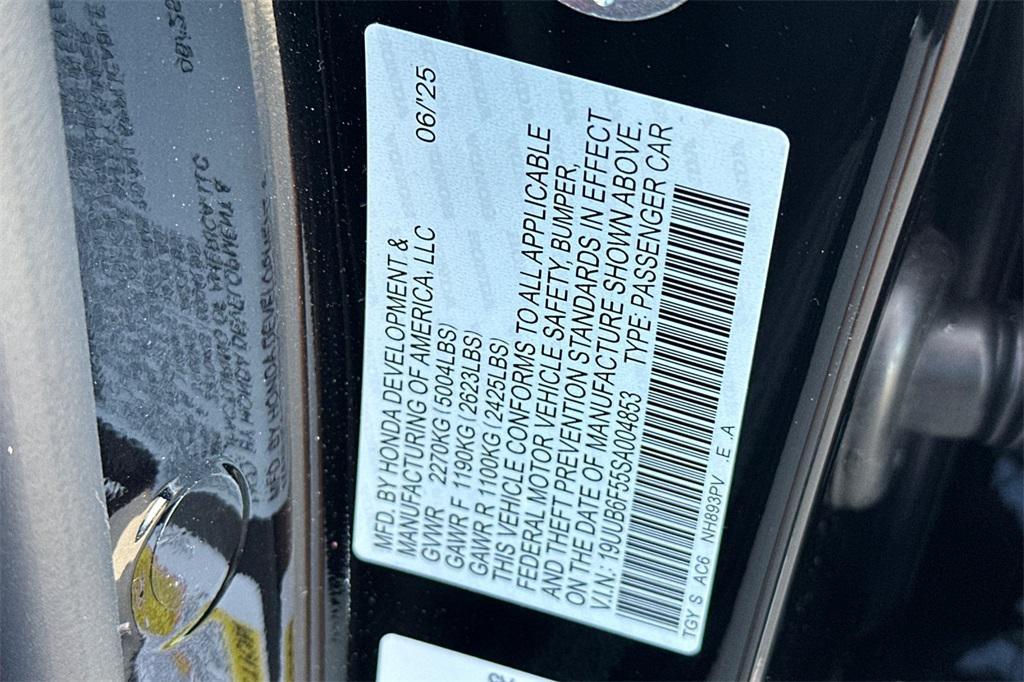 MFD. BY HONDA DEVELOPMENT &
MANUFACTURING OF AMERICA, LLC 06/'25
GVWR 2270KG (5004LBS)
GAWR F 1190KG (2623LBS)
GAWR R 1100KG (2425LBS)
THIS VEHICLE CONFORMS TO ALL APPLICABLE
FEDERAL MOTOR VEHICLE SAFETY, BUMPER,
AND THEFT PREVENTION STANDARDS IN EFFECT
ON THE DATE OF MANUFACTURE SHOWN ABOVE.
V.I.N.: 19UUB6F55SA004853 TYPE: PASSENGER CAR
TGY S AC6 NH893PV .E .A